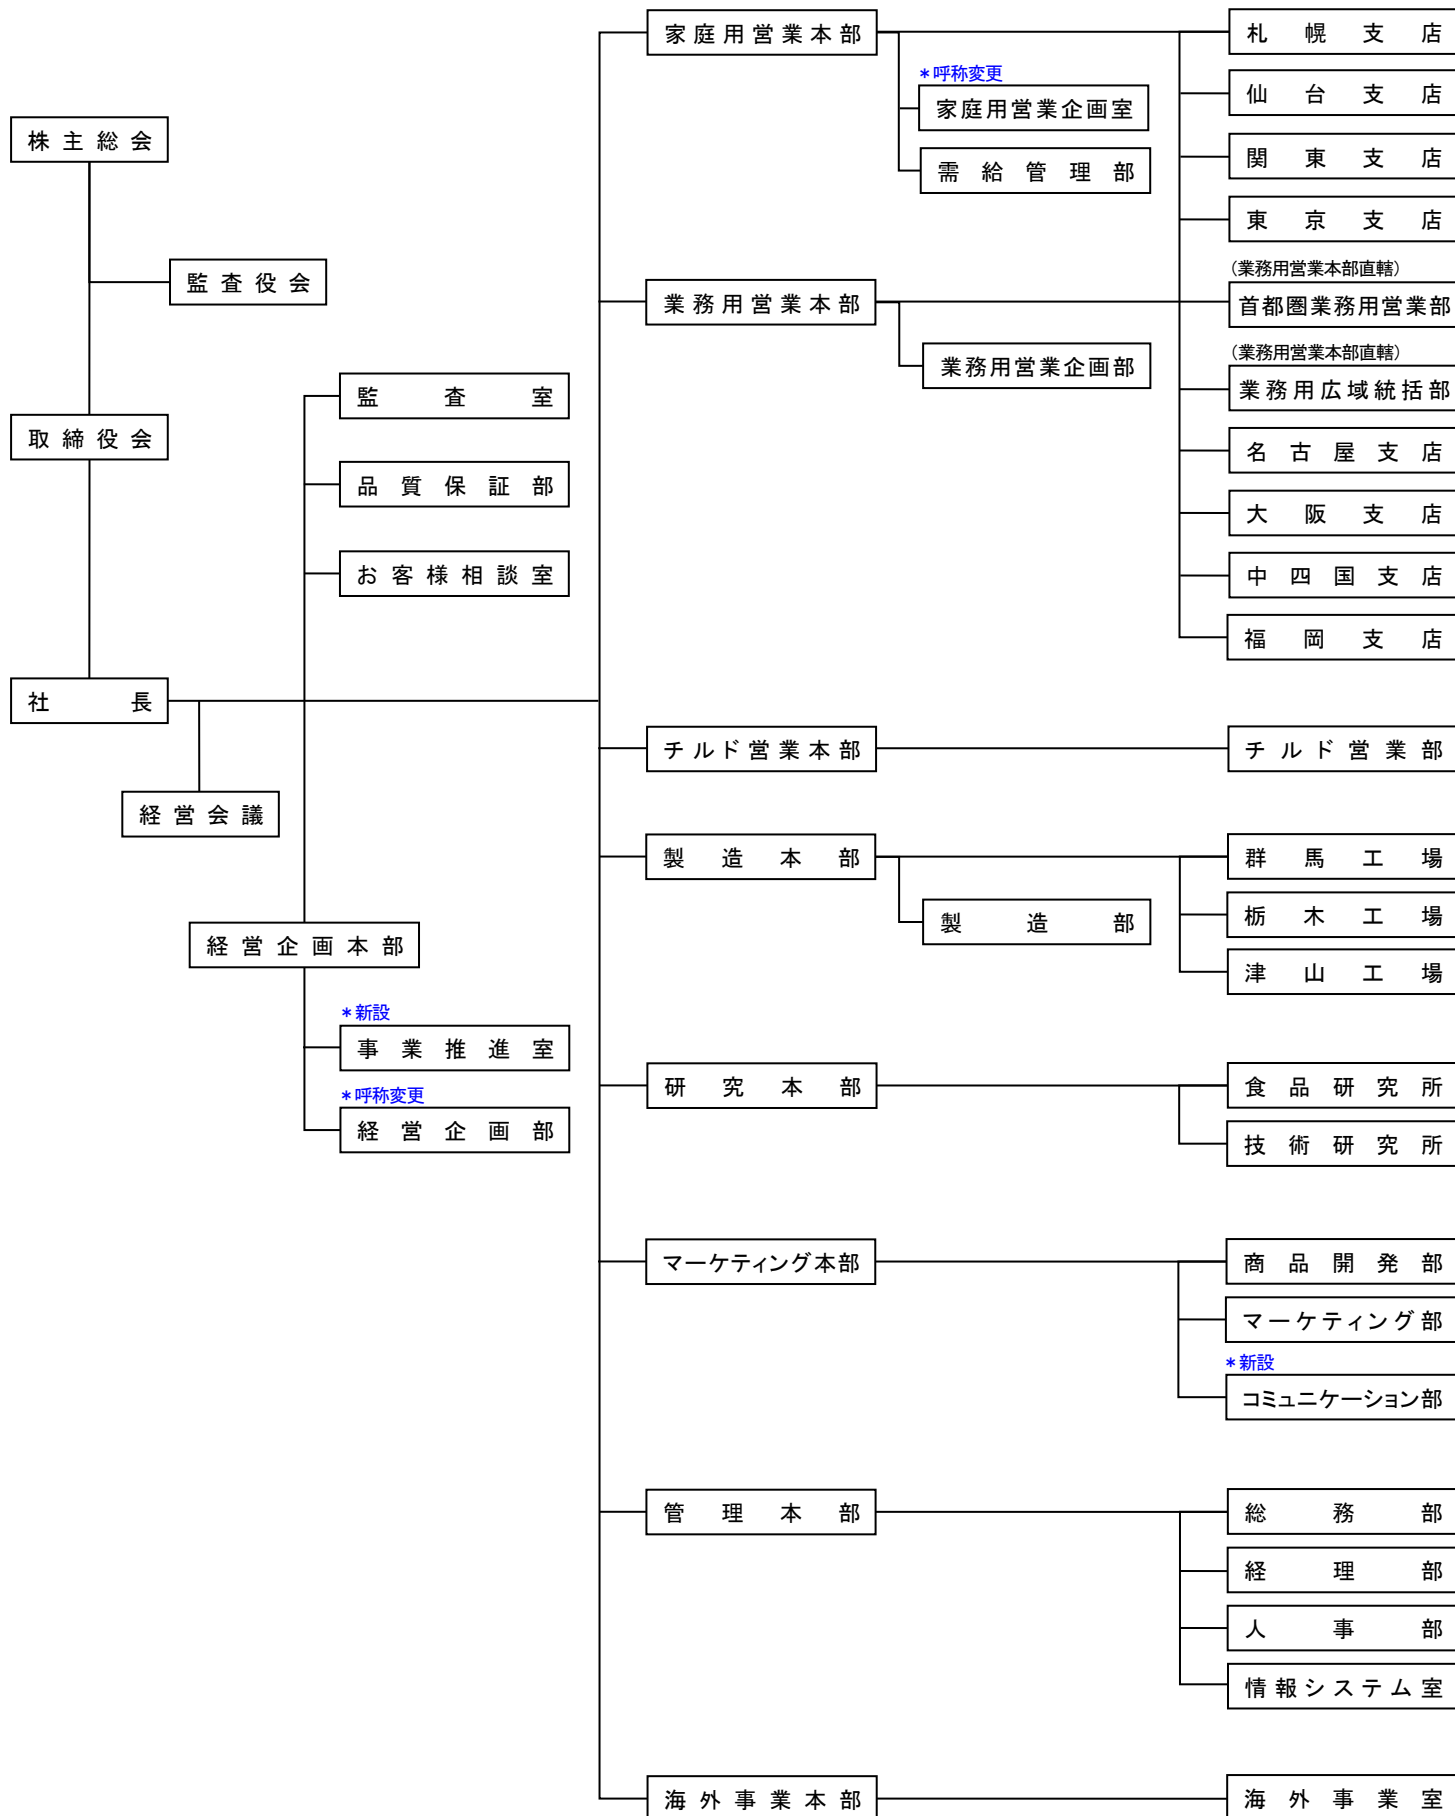 株主総会
監査役会
取締役会
社長
経営会議
監査室
品質保証部
お客様相談室
経営企画本部
*新設
事業推進室
*呼称変更
経営企画部
家庭用営業本部
*呼称変更
家庭用営業企画室
需給管理部
業務用営業本部
業務用営業企画部
札幌支店
仙台支店
関東支店
東京支店
(業務用営業本部直轄)
首都圏業務用営業部
(業務用営業本部直轄)
業務用広域統括部
名古屋支店
大阪支店
中四国支店
福岡支店
チルド営業本部
チルド営業部
製造本部
製造部
群馬工場
栃木工場
津山工場
研究本部
食品研究所
技術研究所
マーケティング本部
商品開発部
マーケティング部
*新設
コミュニケーション部
管理本部
総務部
経理部
人事部
情報システム室
海外事業本部
海外事業室